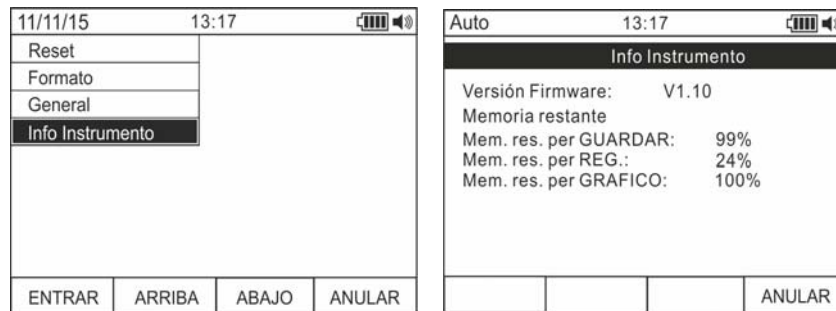 11/11/15 13:17
Reset
Formato
General
Info Instrumento
ENTRAR ARRIBA ABAJO ANULAR
Auto 13:17
Info Instrumento
Versión Firmware: V1.10
Memoria restante
Mem. res. per GUARDAR: 99%
Mem. res. per REG.: 24%
Mem. res. per GRAFICO: 100%
ANULAR